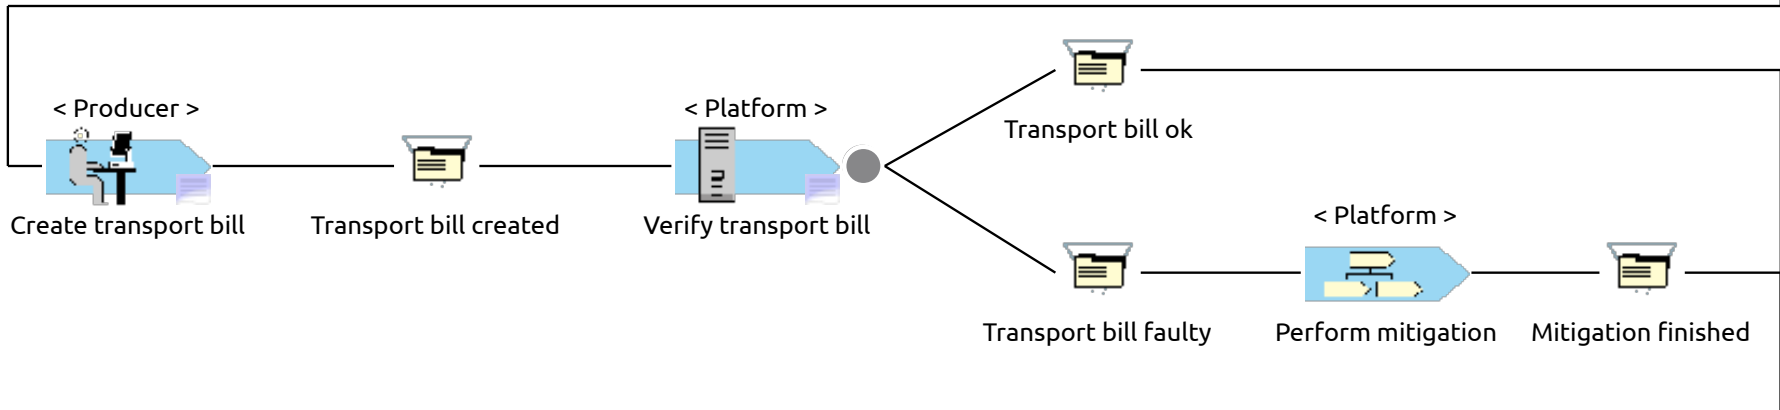 < Producer >
Create transport bill
Transport bill created
< Platform >
Verify transport bill
Transport bill ok
Transport bill faulty
< Platform >
Perform mitigation
Mitigation finished